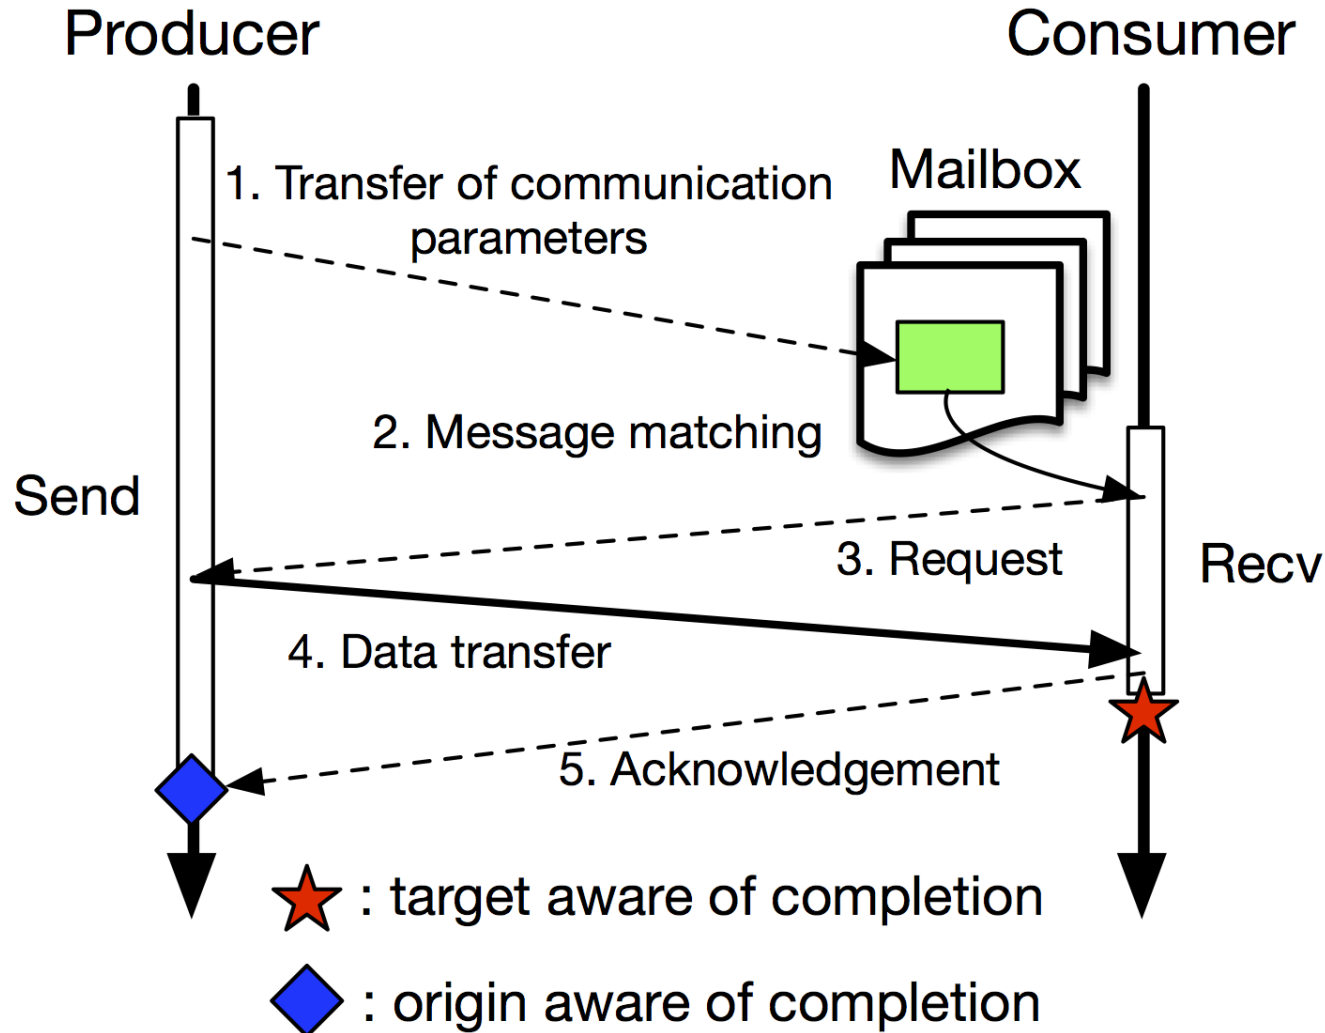 Producer
Consumer
1. Transfer of communication
parameters
Mailbox
2. Message matching
Send
3. Request
Recv
4. Data transfer
5. Acknowledgement
: target aware of completion
: origin aware of completion